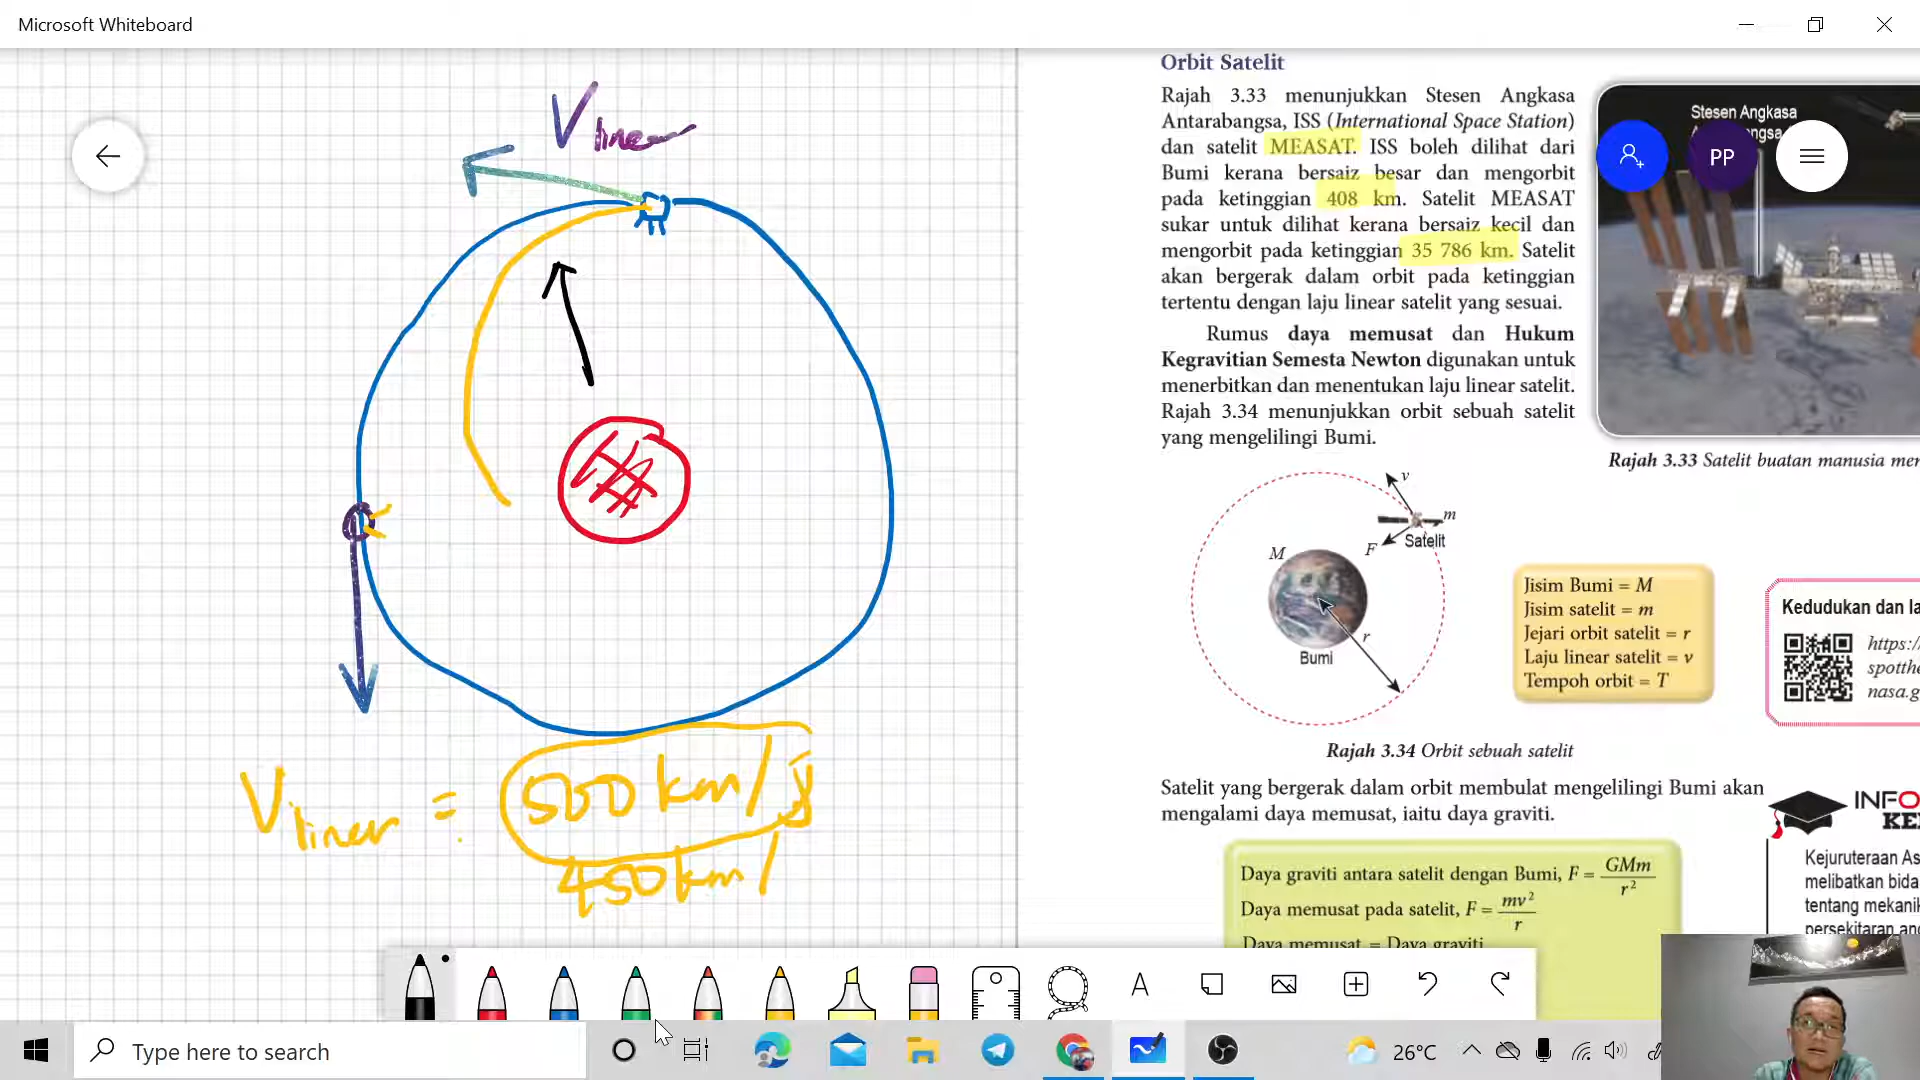 Microsoft Whiteboard
V linear
V linear = 500 km/j
450 km/
Orbit Satelit
Rajah 3.33 menunjukkan Stesen Angkasa
Antarabangsa, ISS (International Space Station)
dan satelit MEASAT. ISS boleh dilihat dari
Bumi kerana bersaiz besar dan mengorbit
pada ketinggian 408 km. Satelit MEASAT
sukar untuk dilihat kerana bersaiz kecil dan
mengorbit pada ketinggian 35 786 km. Satelit
akan bergerak dalam orbit pada ketinggian
tertentu dengan laju linear satelit yang sesuai.
Rumus daya memusat dan Hukum
Kegravitian Semesta Newton digunakan untuk
menerbitkan dan menentukan laju linear satelit.
Rajah 3.34 menunjukkan orbit sebuah satelit
yang mengelilingi Bumi.
Stesen Angkasa
PP
Rajah 3.33 Satelit buatan manusia
v
m
F
Satelit
M
r
Bumi
Jisim Bumi = M
Jisim satelit = m
Jejari orbit satelit = r
Laju linear satelit = v
Tempoh orbit = T
Kedudukan dan
https:/
spotthe
nasa.g
Rajah 3.34 Orbit sebuah satelit
Satelit yang bergerak dalam orbit membulat mengelilingi Bumi akan
mengalami daya memusat, iaitu daya graviti.
INFO
Kejuruteraan
melibatkan
tentang
persekitaran
Daya graviti antara satelit dengan Bumi, F = GMm / r²
Daya memusat pada satelit, F = mv² / r
Daya memusat = Daya graviti
A
Type here to search
26°C